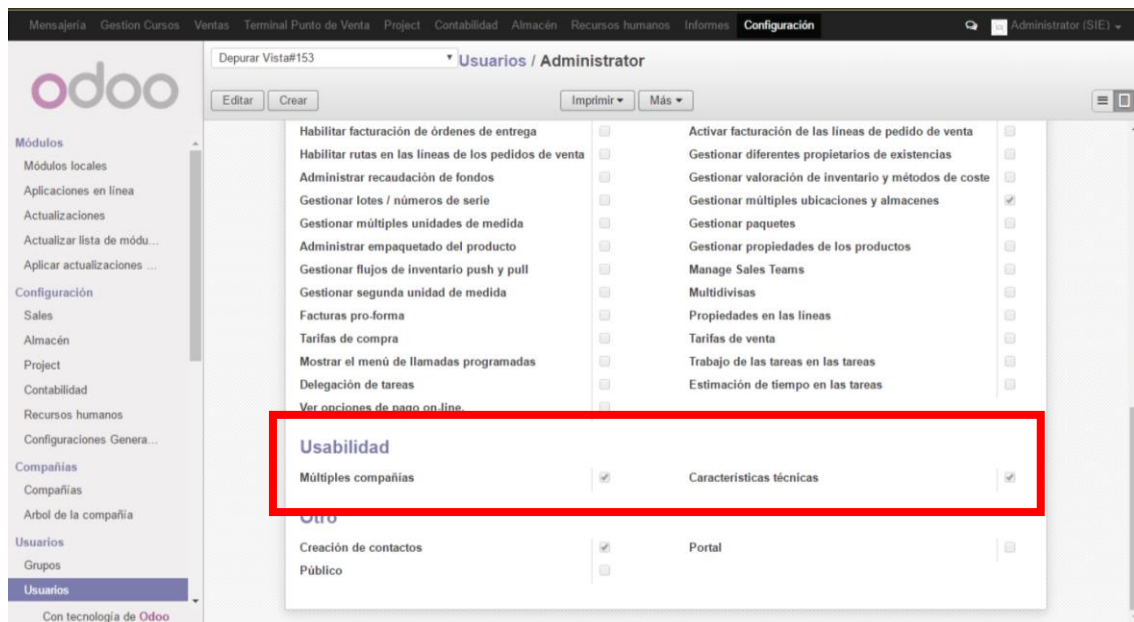 Mensajería Gestion Cursos Ventas Terminal Punto de Venta Project Contabilidad Almacén Recursos humanos Informes Configuración Administrator (SIE)
odoo
Depurar Vista#153 Usuarios / Administrator
Editar Crear Imprimir Más
Módulos
Módulos locales
Aplicaciones en línea
Actualizaciones
Actualizar lista de módu...
Aplicar actualizaciones ...
Configuración
Sales
Almacén
Project
Contabilidad
Recursos humanos
Configuraciones Genera...
Compañías
Compañías
Arbol de la compañía
Usuarios
Grupos
Usuarios
Con tecnología de Odoo
Habilitar facturación de órdenes de entrega Activar facturación de las líneas de pedido de venta
Habilitar rutas en las líneas de los pedidos de venta Gestionar diferentes propietarios de existencias
Administrar recaudación de fondos Gestionar valoración de inventario y métodos de coste
Gestionar lotes / números de serie Gestionar múltiples ubicaciones y almacenes
Gestionar múltiples unidades de medida Gestionar paquetes
Administrar empaquetado del producto Gestionar propiedades de los productos
Gestionar flujos de inventario push y pull Manage Sales Teams
Gestionar segunda unidad de medida Multidivisas
Facturas pro-forma Propiedades en las líneas
Tarifas de compra Tarifas de venta
Mostrar el menú de llamadas programadas Trabajo de las tareas en las tareas
Delegación de tareas Estimación de tiempo en las tareas
Ver opciones de pago on-line.
Usabilidad
Múltiples compañías Características técnicas
Otro
Creación de contactos Portal
Público